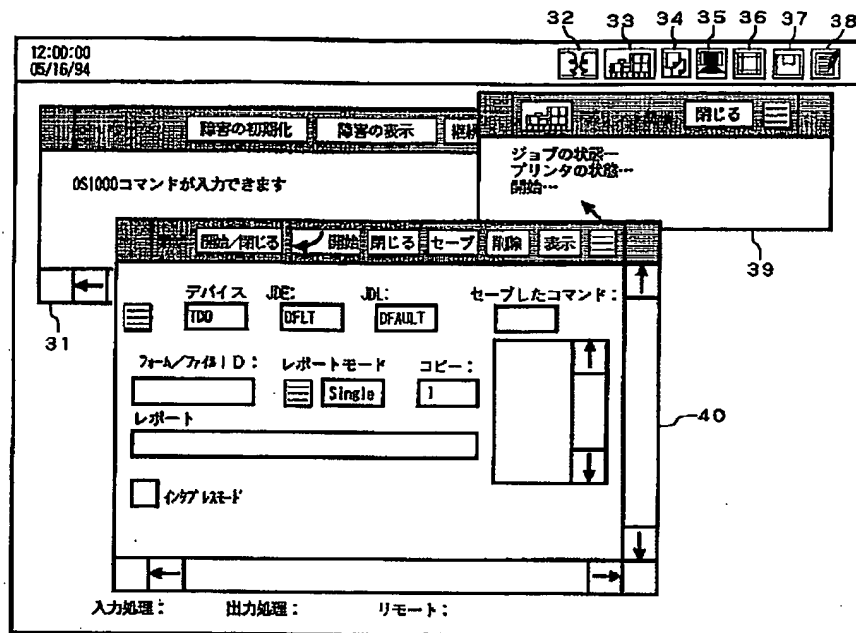 32 33 34 35 36 37 38
12:00:00
05/16/94
障害の初期化 障害の表示 継続
閉じる
OS1000コマンドが入力できます
ジョブの状態…
プリンタの状態…
開始…
39
開始/閉じる 開始 閉じる セーブ 削除 表示
31
デバイス JDE: JDL: セーブしたコマンド:
TDO DFLT DFAULT
フォーム/ファイルID: レポートモード コピー:
Single 1
40
レポート
インタプレスモード
入力処理: 出力処理: リモート: